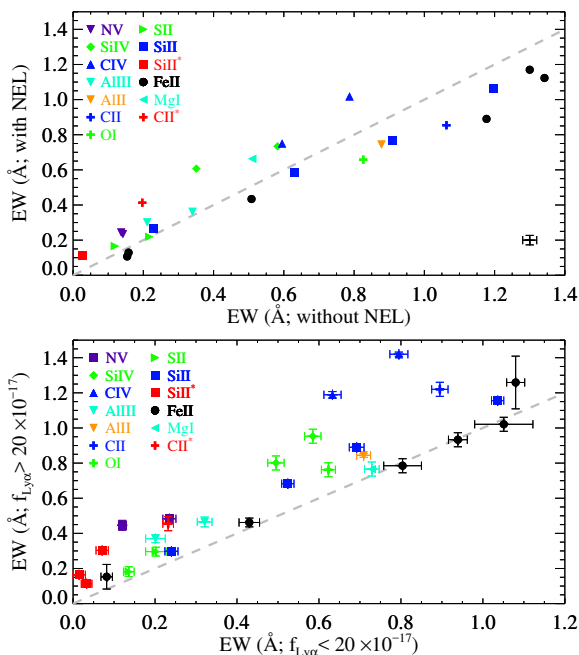 1.4
1.2
1.0
0.8
0.6
0.4
0.2
0.0
EW (Å; with NEL)
NV SII
SiIV SiII
CIV SiII*
AlIII FeII
AlII MgI
CII CII*
OI
0.0 0.2 0.4 0.6 0.8 1.0 1.2 1.4
EW (Å; without NEL)
1.4
1.2
1.0
0.8
0.6
0.4
0.2
0.0
EW (Å; f_Lyα > 20 ×10^-17)
NV SII
SiIV SiII
CIV SiII*
AlIII FeII
AlII MgI
CII CII*
OI
0.0 0.2 0.4 0.6 0.8 1.0 1.2
EW (Å; f_Lyα < 20 ×10^-17)